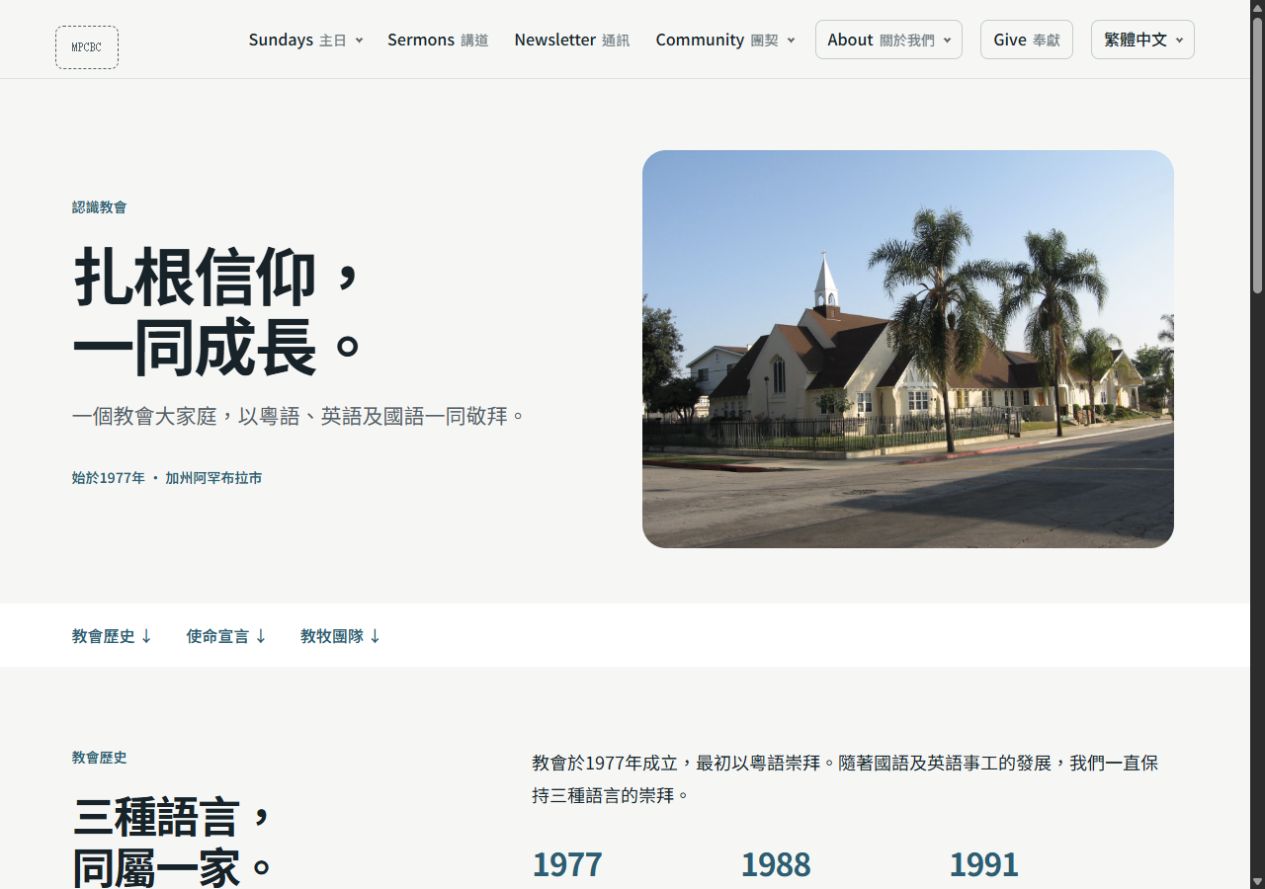 MPCBC
Sundays 主日
Sermons 講道
Newsletter 通訊
Community 團契
About 關於我們
Give 奉獻
繁體中文
認識教會
扎根信仰，
一同成長。
一個教會大家庭，以粵語、英語及國語一同敬拜。
始於1977年 · 加州阿罕布拉市
教會歷史 ↓
使命宣言 ↓
教牧團隊 ↓
教會歷史
三種語言，
同屬一家。
教會於1977年成立，最初以粵語崇拜。隨著國語及英語事工的發展，我們一直保
持三種語言的崇拜。
1977
1988
1991